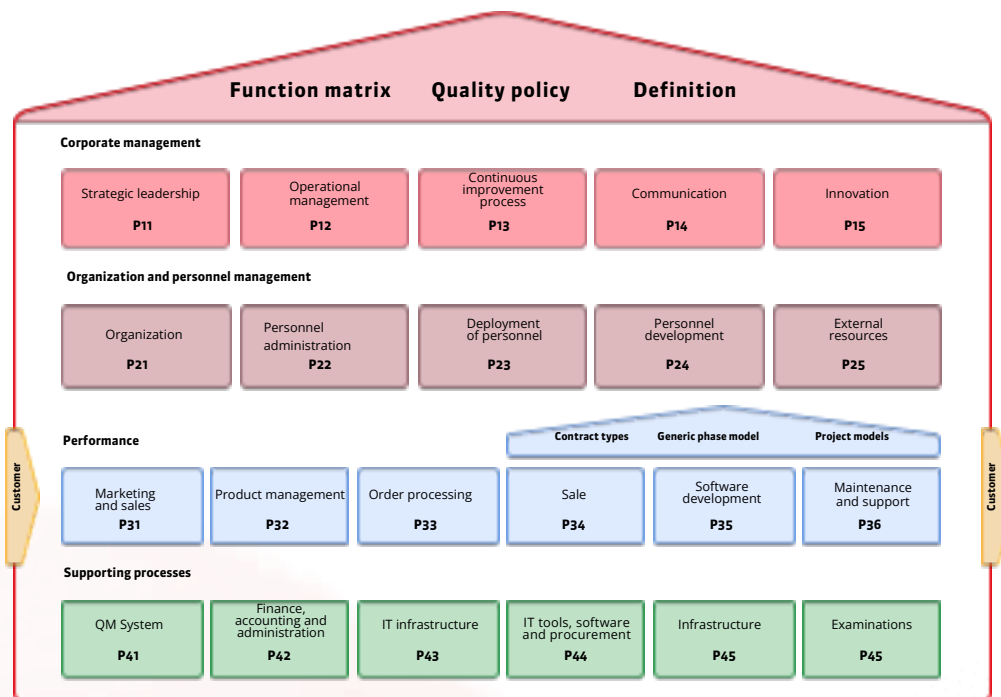 Function matrix Quality policy Definition
Corporate management
Strategic leadership
P11
Operational
management
P12
Continuous
improvement
process
P13
Communication
P14
Innovation
P15
Organization and personnel management
Organization
P21
Personnel
administration
P22
Deployment
of personnel
P23
Personnel
development
P24
External
resources
P25
Customer
Performance
Contract types Generic phase model Project models
Marketing
and sales
P31
Product management
P32
Order processing
P33
Sale
P34
Software
development
P35
Maintenance
and support
P36
Customer
Supporting processes
QM System
P41
Finance,
accounting and
administration
P42
IT infrastructure
P43
IT tools, software
and procurement
P44
Infrastructure
P45
Examinations
P45